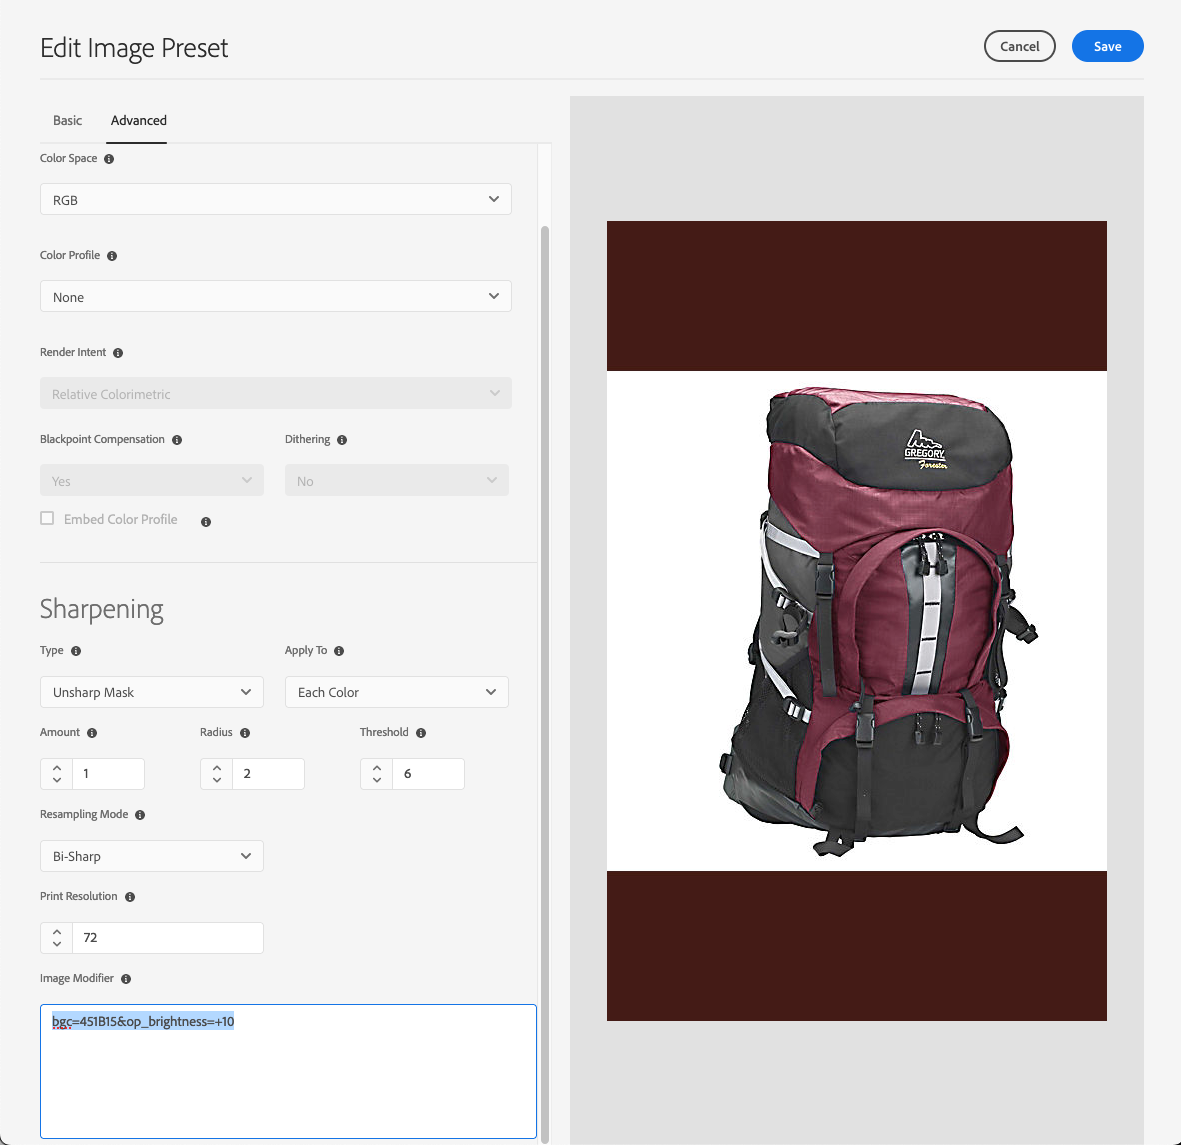 Edit Image Preset
Cancel
Save
Basic
Advanced
Color Space
RGB
Color Profile
None
Render Intent
Relative Colorimetric
Blackpoint Compensation
Dithering
Yes
No
Embed Color Profile
Sharpening
Type
Apply To
Unsharp Mask
Each Color
Amount
Radius
Threshold
1
2
6
Resampling Mode
Bi-Sharp
Print Resolution
72
Image Modifier
bgc=451B15&op_brightness=+10
GREGORY
Forester